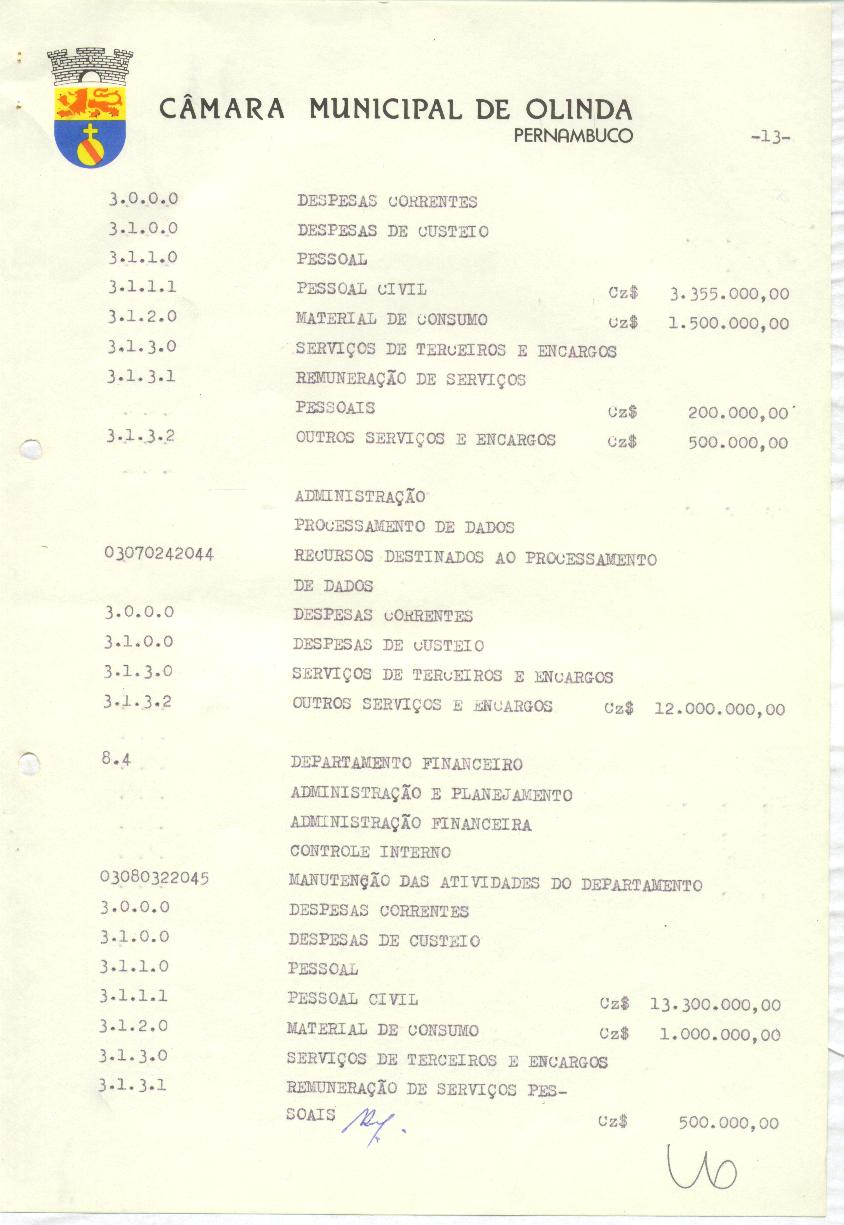 CÂMARA MUNICIPAL DE OLINDA
PERNAMBUCO
-13-
3.0.0.0 DESPESAS CORRENTES
3.1.0.0 DESPESAS DE CUSTEIO
3.1.1.0 PESSOAL
3.1.1.1 PESSOAL CIVIL Cz$ 3.355.000,00
3.1.2.0 MATERIAL DE CONSUMO Cz$ 1.500.000,00
3.1.3.0 SERVIÇOS DE TERCEIROS E ENCARGOS
3.1.3.1 REMUNERAÇÃO DE SERVIÇOS
PESSOAIS Cz$ 200.000,00
3.1.3.2 OUTROS SERVIÇOS E ENCARGOS Cz$ 500.000,00
ADMINISTRAÇÃO
PROCESSAMENTO DE DADOS
03070242044 RECURSOS DESTINADOS AO PROCESSAMENTO
DE DADOS
3.0.0.0 DESPESAS CORRENTES
3.1.0.0 DESPESAS DE CUSTEIO
3.1.3.0 SERVIÇOS DE TERCEIROS E ENCARGOS
3.1.3.2 OUTROS SERVIÇOS E ENCARGOS Cz$ 12.000.000,00
8.4 DEPARTAMENTO FINANCEIRO
ADMINISTRAÇÃO E PLANEJAMENTO
ADMINISTRAÇÃO FINANCEIRA
CONTROLE INTERNO
03080322045 MANUTENÇÃO DAS ATIVIDADES DO DEPARTAMENTO
3.0.0.0 DESPESAS CORRENTES
3.1.0.0 DESPESAS DE CUSTEIO
3.1.1.0 PESSOAL
3.1.1.1 PESSOAL CIVIL Cz$ 13.300.000,00
3.1.2.0 MATERIAL DE CONSUMO Cz$ 1.000.000,00
3.1.3.0 SERVIÇOS DE TERCEIROS E ENCARGOS
3.1.3.1 REMUNERAÇÃO DE SERVIÇOS PES-
SOAIS Cz$ 500.000,00